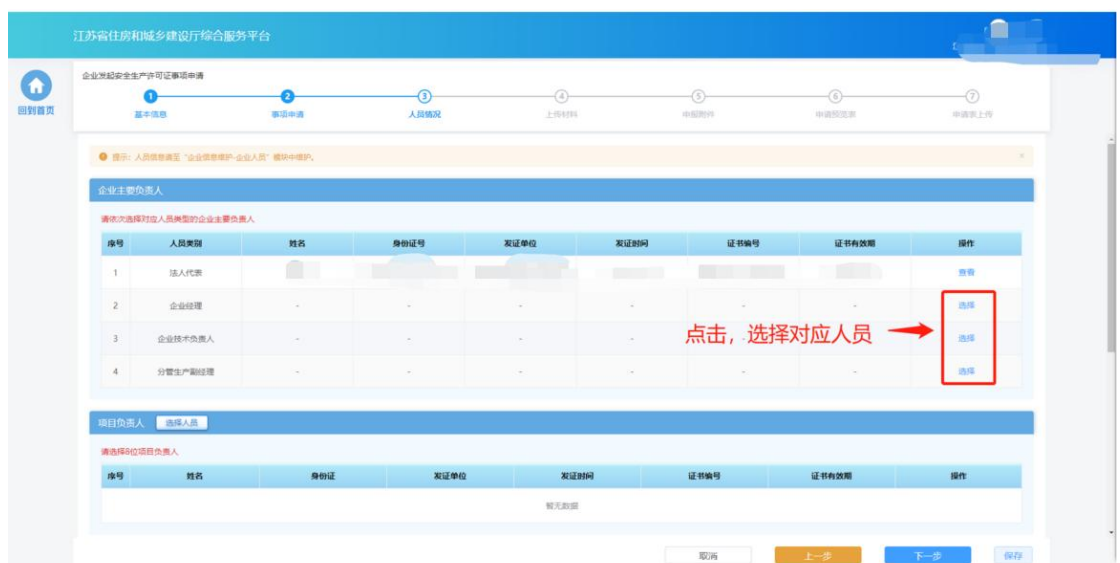 江苏省住房和城乡建设厅综合服务平台
回到首页
企业发起安全生产许可证事项申请
1 2 3 4 5 6 7
基本信息 事项申请 人员情况 上传材料 申报附件 申请预览表 申请表上传
提示：人员信息请至“企业信息维护-企业人员”模块中维护。 ×
企业主要负责人
请依次选择对应人员类型的企业主要负责人
序号 人员类别 姓名 身份证号 发证单位 发证时间 证书编号 证书有效期 操作
1 法人代表 查看
2 企业经理 - - - - - - 选择
3 企业技术负责人 - - - - - - 选择
点击，选择对应人员
4 分管生产副经理 - - - - - - 选择
项目负责人 选择人员
请选择8位项目负责人
序号 姓名 身份证 发证单位 发证时间 证书编号 证书有效期 操作
暂无数据
取消 上一步 下一步 保存